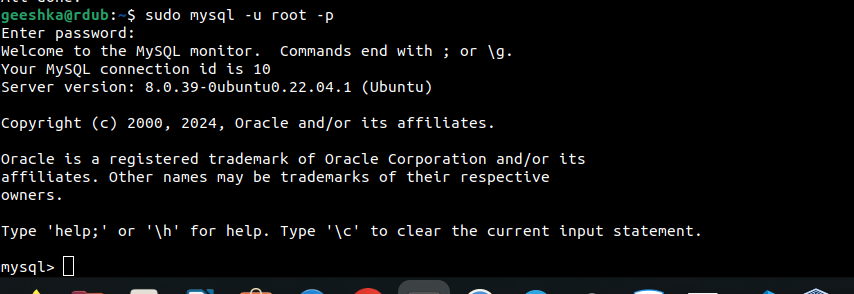 geeshka@rdub:~$ sudo mysql -u root -p
Enter password:
Welcome to the MySQL monitor.  Commands end with ; or \g.
Your MySQL connection id is 10
Server version: 8.0.39-0ubuntu0.22.04.1 (Ubuntu)

Copyright (c) 2000, 2024, Oracle and/or its affiliates.

Oracle is a registered trademark of Oracle Corporation and/or its
affiliates. Other names may be trademarks of their respective
owners.

Type 'help;' or '\h' for help. Type '\c' to clear the current input statement.

mysql>